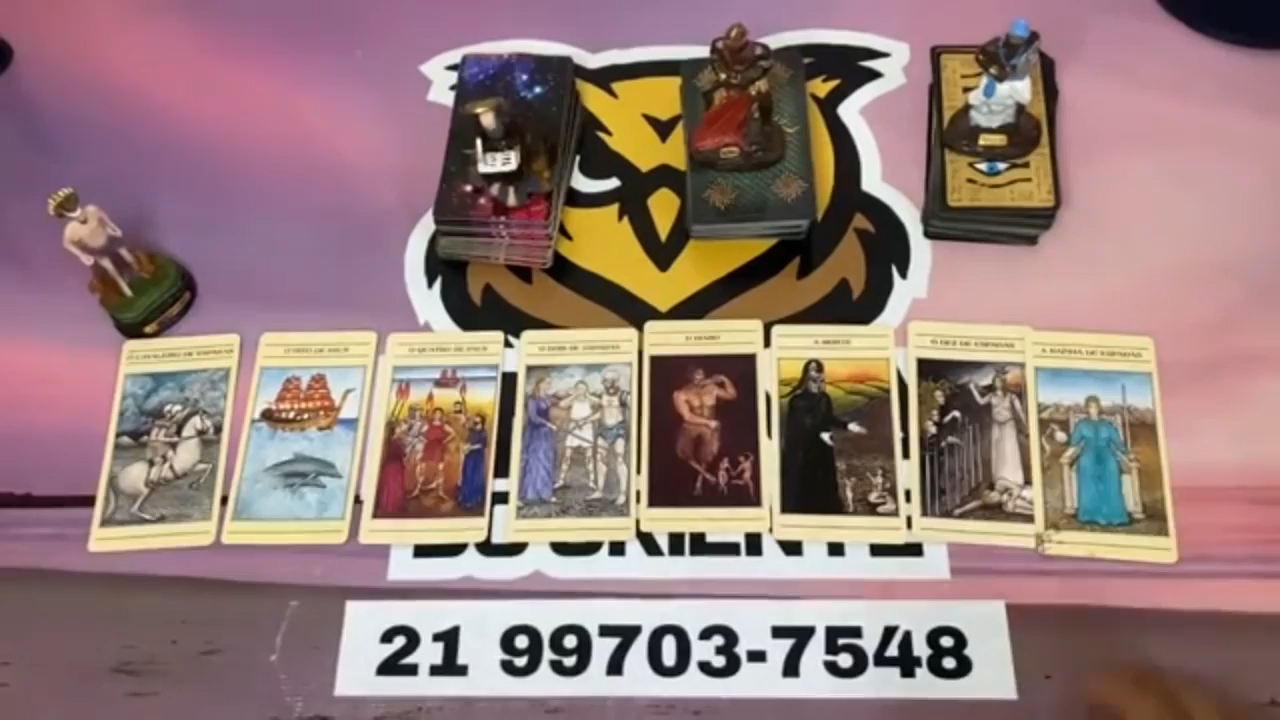 O CAVALEIRO DE ESPADAS
O OITO DE PAUS
O QUATRO DE PAUS
O DOIS DE ESPADAS
O DIABO
A MORTE
O DEZ DE ESPADAS
A RAINHA DE ESPADAS
DO ORIENTE
21 99703-7548